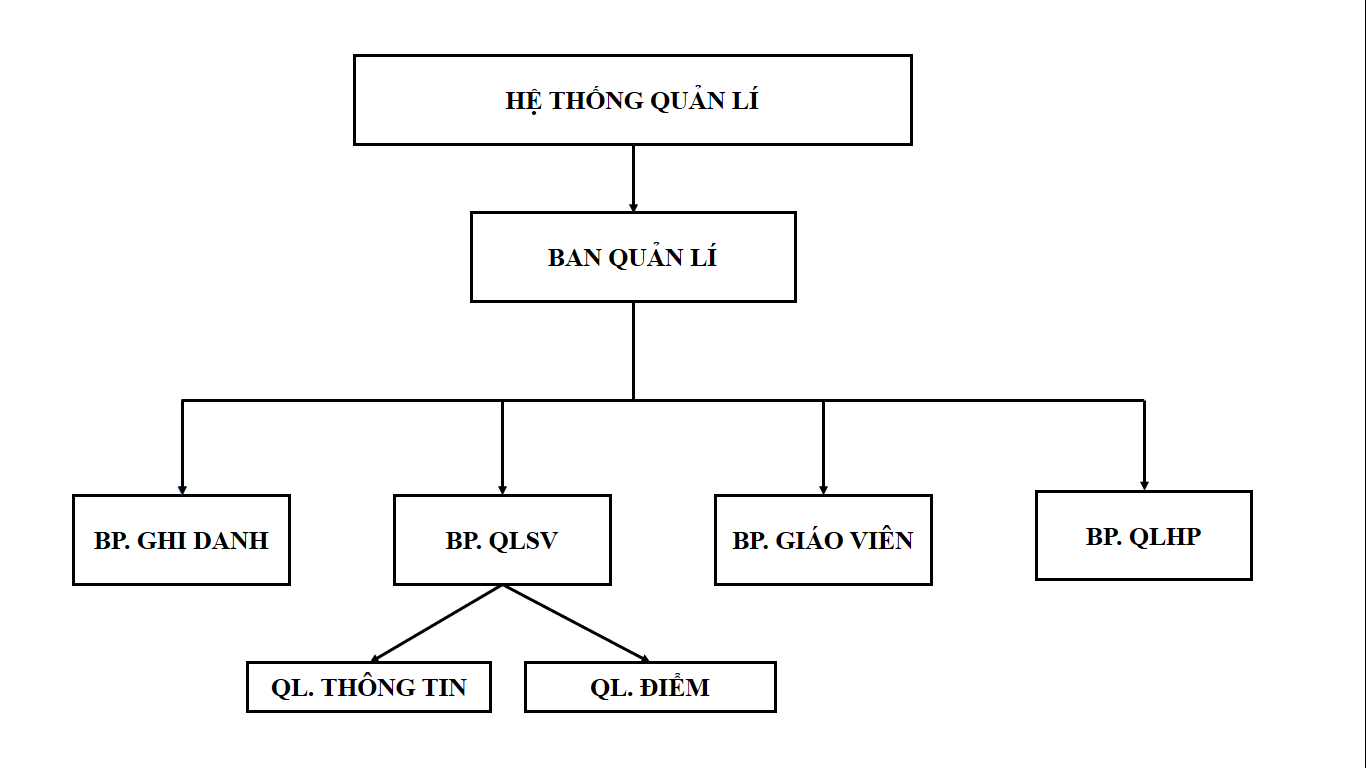 HỆ THỐNG QUẢN LÍ
BAN QUẢN LÍ
BP. GHI DANH
BP. QLSV
BP. GIÁO VIÊN
BP. QLHP
QL. THÔNG TIN
QL. ĐIỂM